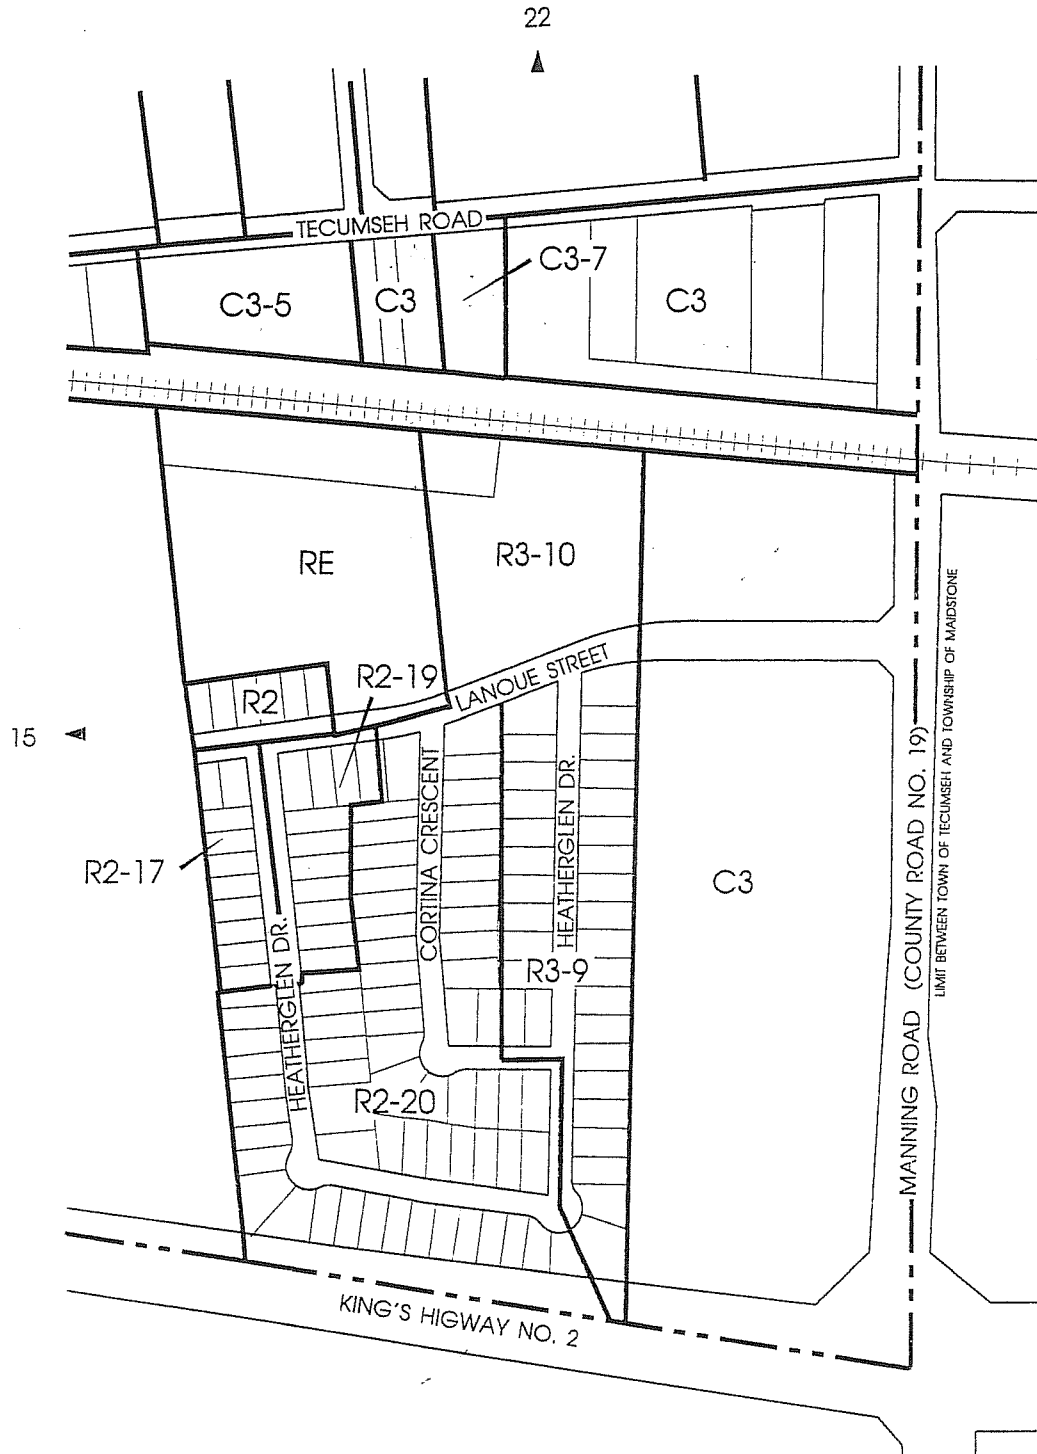 22
TECUMSEH ROAD
C3-7
C3-5
C3
C3
RE
R3-10
LANOUE STREET
R2-19
R2
15
CORTINA CRESCENT
HEATHERGLEN DR.
R2-17
C3
HEATHERGLEN DR.
R3-9
R2-20
MANNING ROAD (COUNTY ROAD NO. 19)
LIMIT BETWEEN TOWN OF TECUMSEH AND TOWNSHIP OF MAIDSTONE
KING'S HIGWAY NO. 2